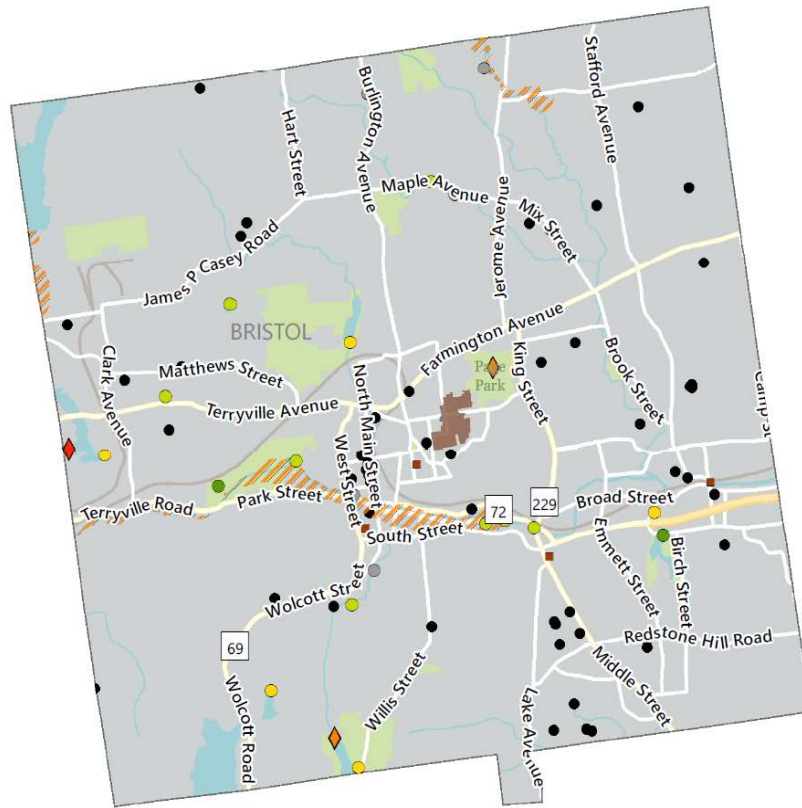 Stafford Avenue
Burlington Avenue
Hart Street
Maple Avenue
Mix Street
Jerome Avenue
James P Casey Road
BRISTOL
Farmington Avenue
Clark Avenue
Matthews Street
North Main Street
Page
Park
King Street
Brook Street
Camp St
Terryville Avenue
West Street
Terryville Road
Park Street
South Street
72
229
Broad Street
Emmett Street
Birch Street
Wolcott Street
69
Redstone Hill Road
Willis Street
Middle Street
Wolcott Road
Lake Avenue